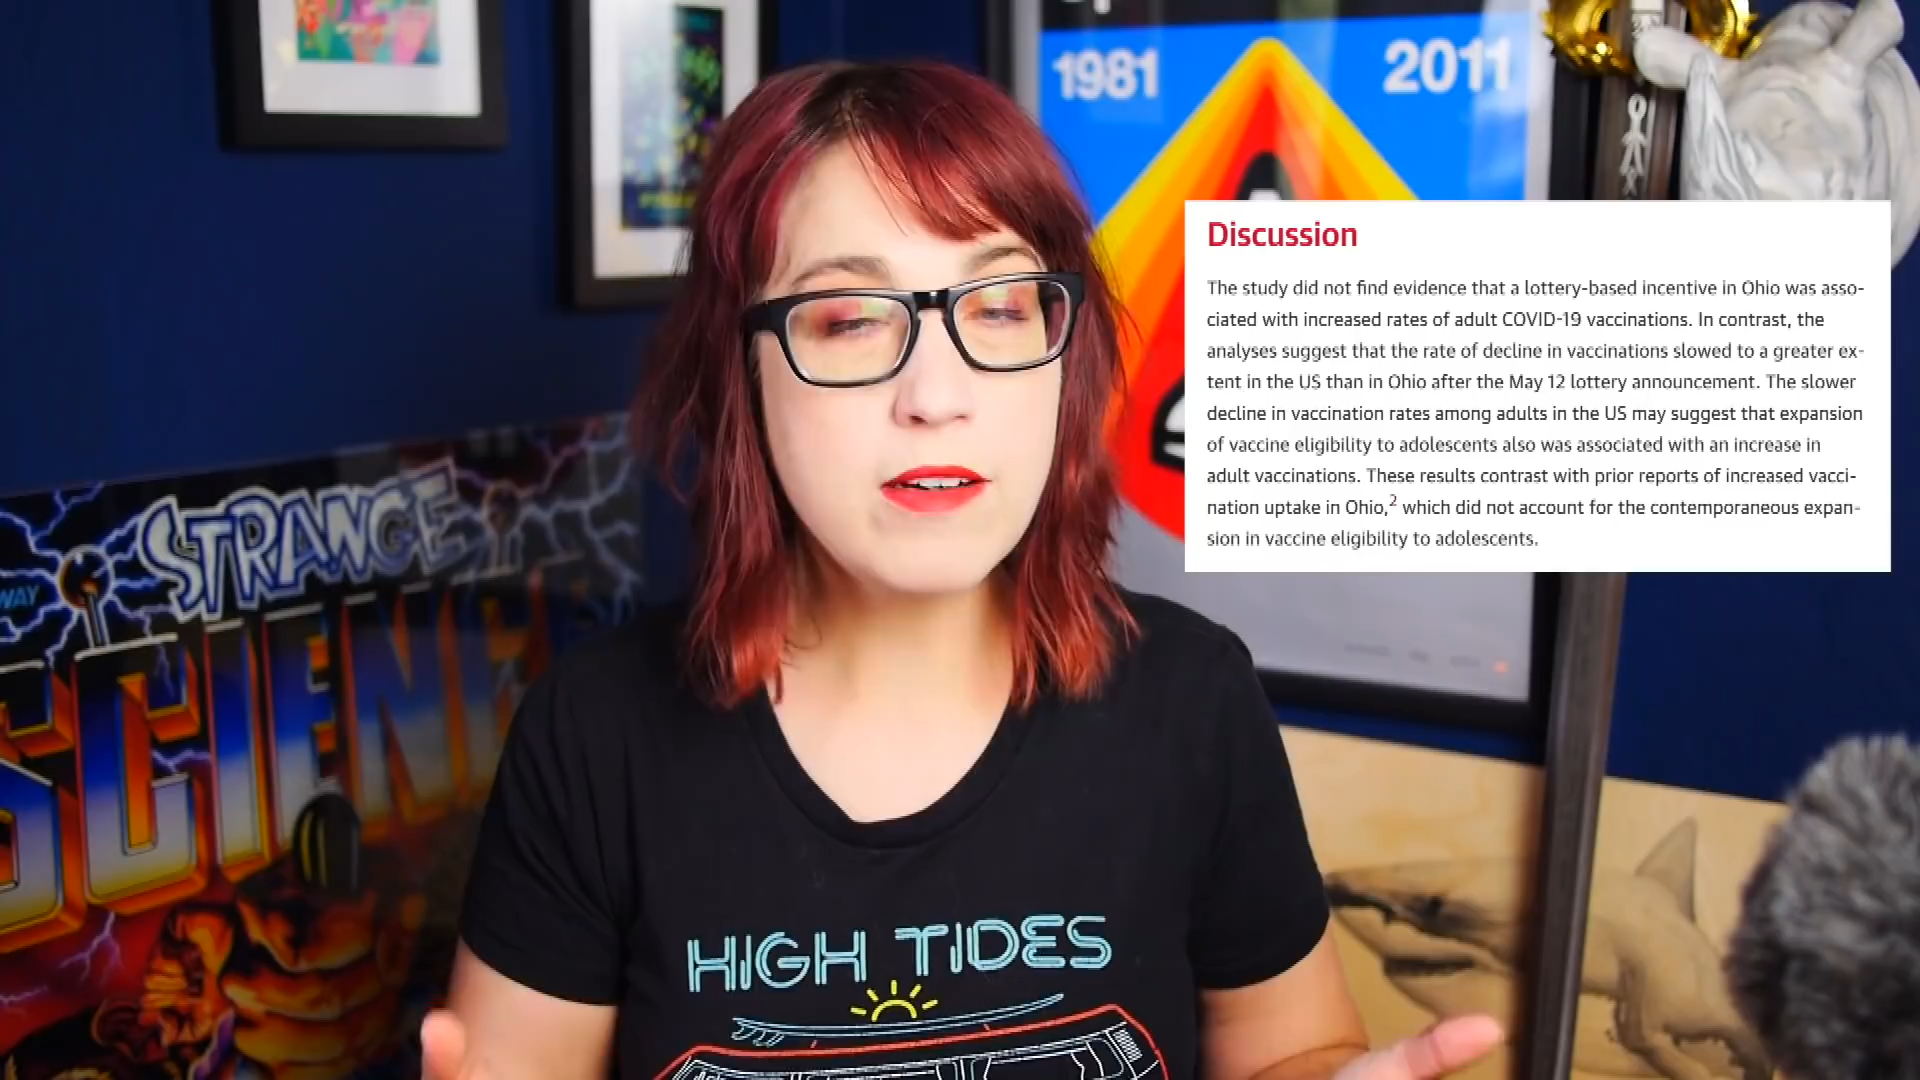 1981
2011
Discussion
The study did not find evidence that a lottery-based incentive in Ohio was asso-
ciated with increased rates of adult COVID-19 vaccinations. In contrast, the
analyses suggest that the rate of decline in vaccinations slowed to a greater ex-
tent in the US than in Ohio after the May 12 lottery announcement. The slower
decline in vaccination rates among adults in the US may suggest that expansion
of vaccine eligibility to adolescents also was associated with an increase in
adult vaccinations. These results contrast with prior reports of increased vacci-
nation uptake in Ohio,2 which did not account for the contemporaneous expan-
sion in vaccine eligibility to adolescents.
STRANGE
WAY
SCIENCE
HIGH TIDES